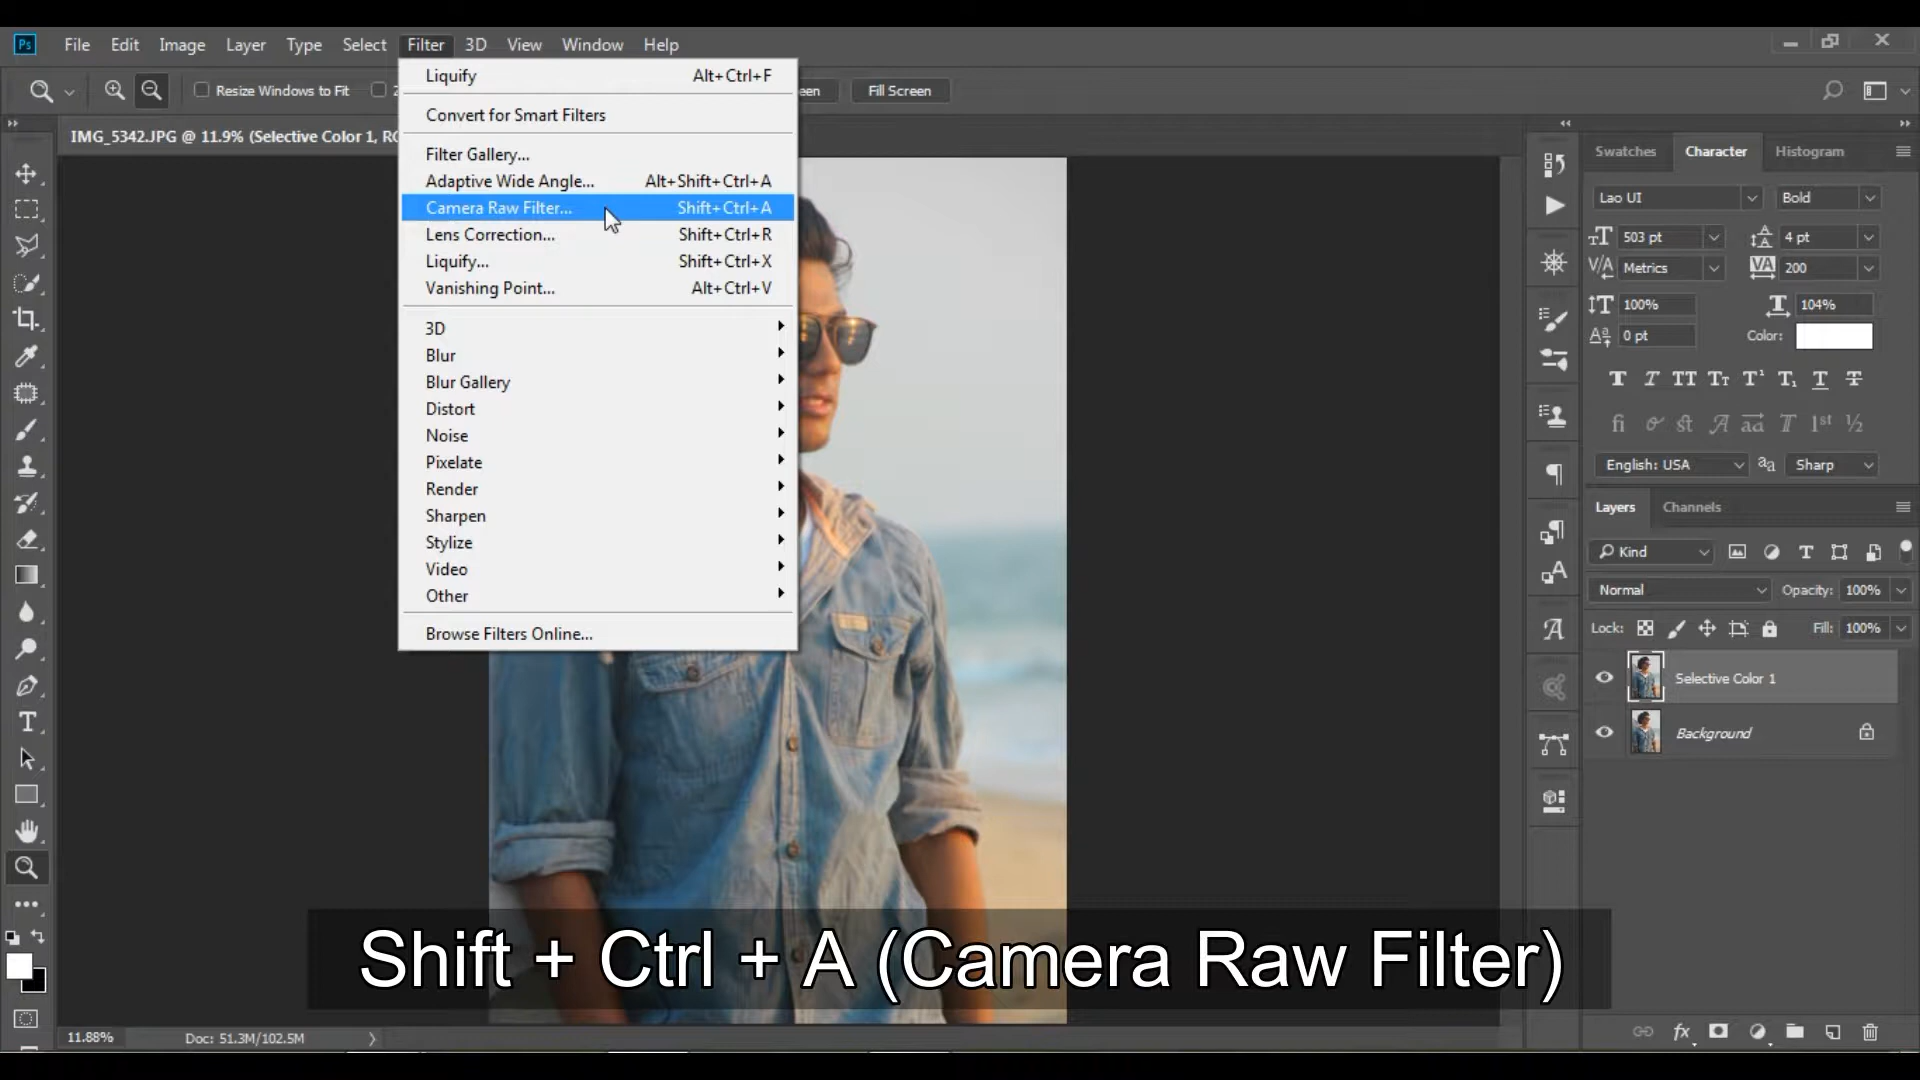 Ps File Edit Image Layer Type Select Filter 3D View Window Help
Resize Windows to Fit Fill Screen
IMG_5342.JPG @ 11.9% (Selective Color 1,
Liquify Alt+Ctrl+F
Convert for Smart Filters
Filter Gallery...
Adaptive Wide Angle... Alt+Shift+Ctrl+A
Camera Raw Filter... Shift+Ctrl+A
Lens Correction... Shift+Ctrl+R
Liquify... Shift+Ctrl+X
Vanishing Point... Alt+Ctrl+V
3D
Blur
Blur Gallery
Distort
Noise
Pixelate
Render
Sharpen
Stylize
Video
Other
Browse Filters Online...
Swatches Character Histogram
Lao UI Bold
503 pt 4 pt
Metrics 200
100% 104%
0 pt Color:
English: USA Sharp
Layers Channels
Kind
Normal Opacity: 100%
Lock: Fill: 100%
Selective Color 1
Background
Shift + Ctrl + A (Camera Raw Filter)
11.88% Doc: 51.3M/102.5M